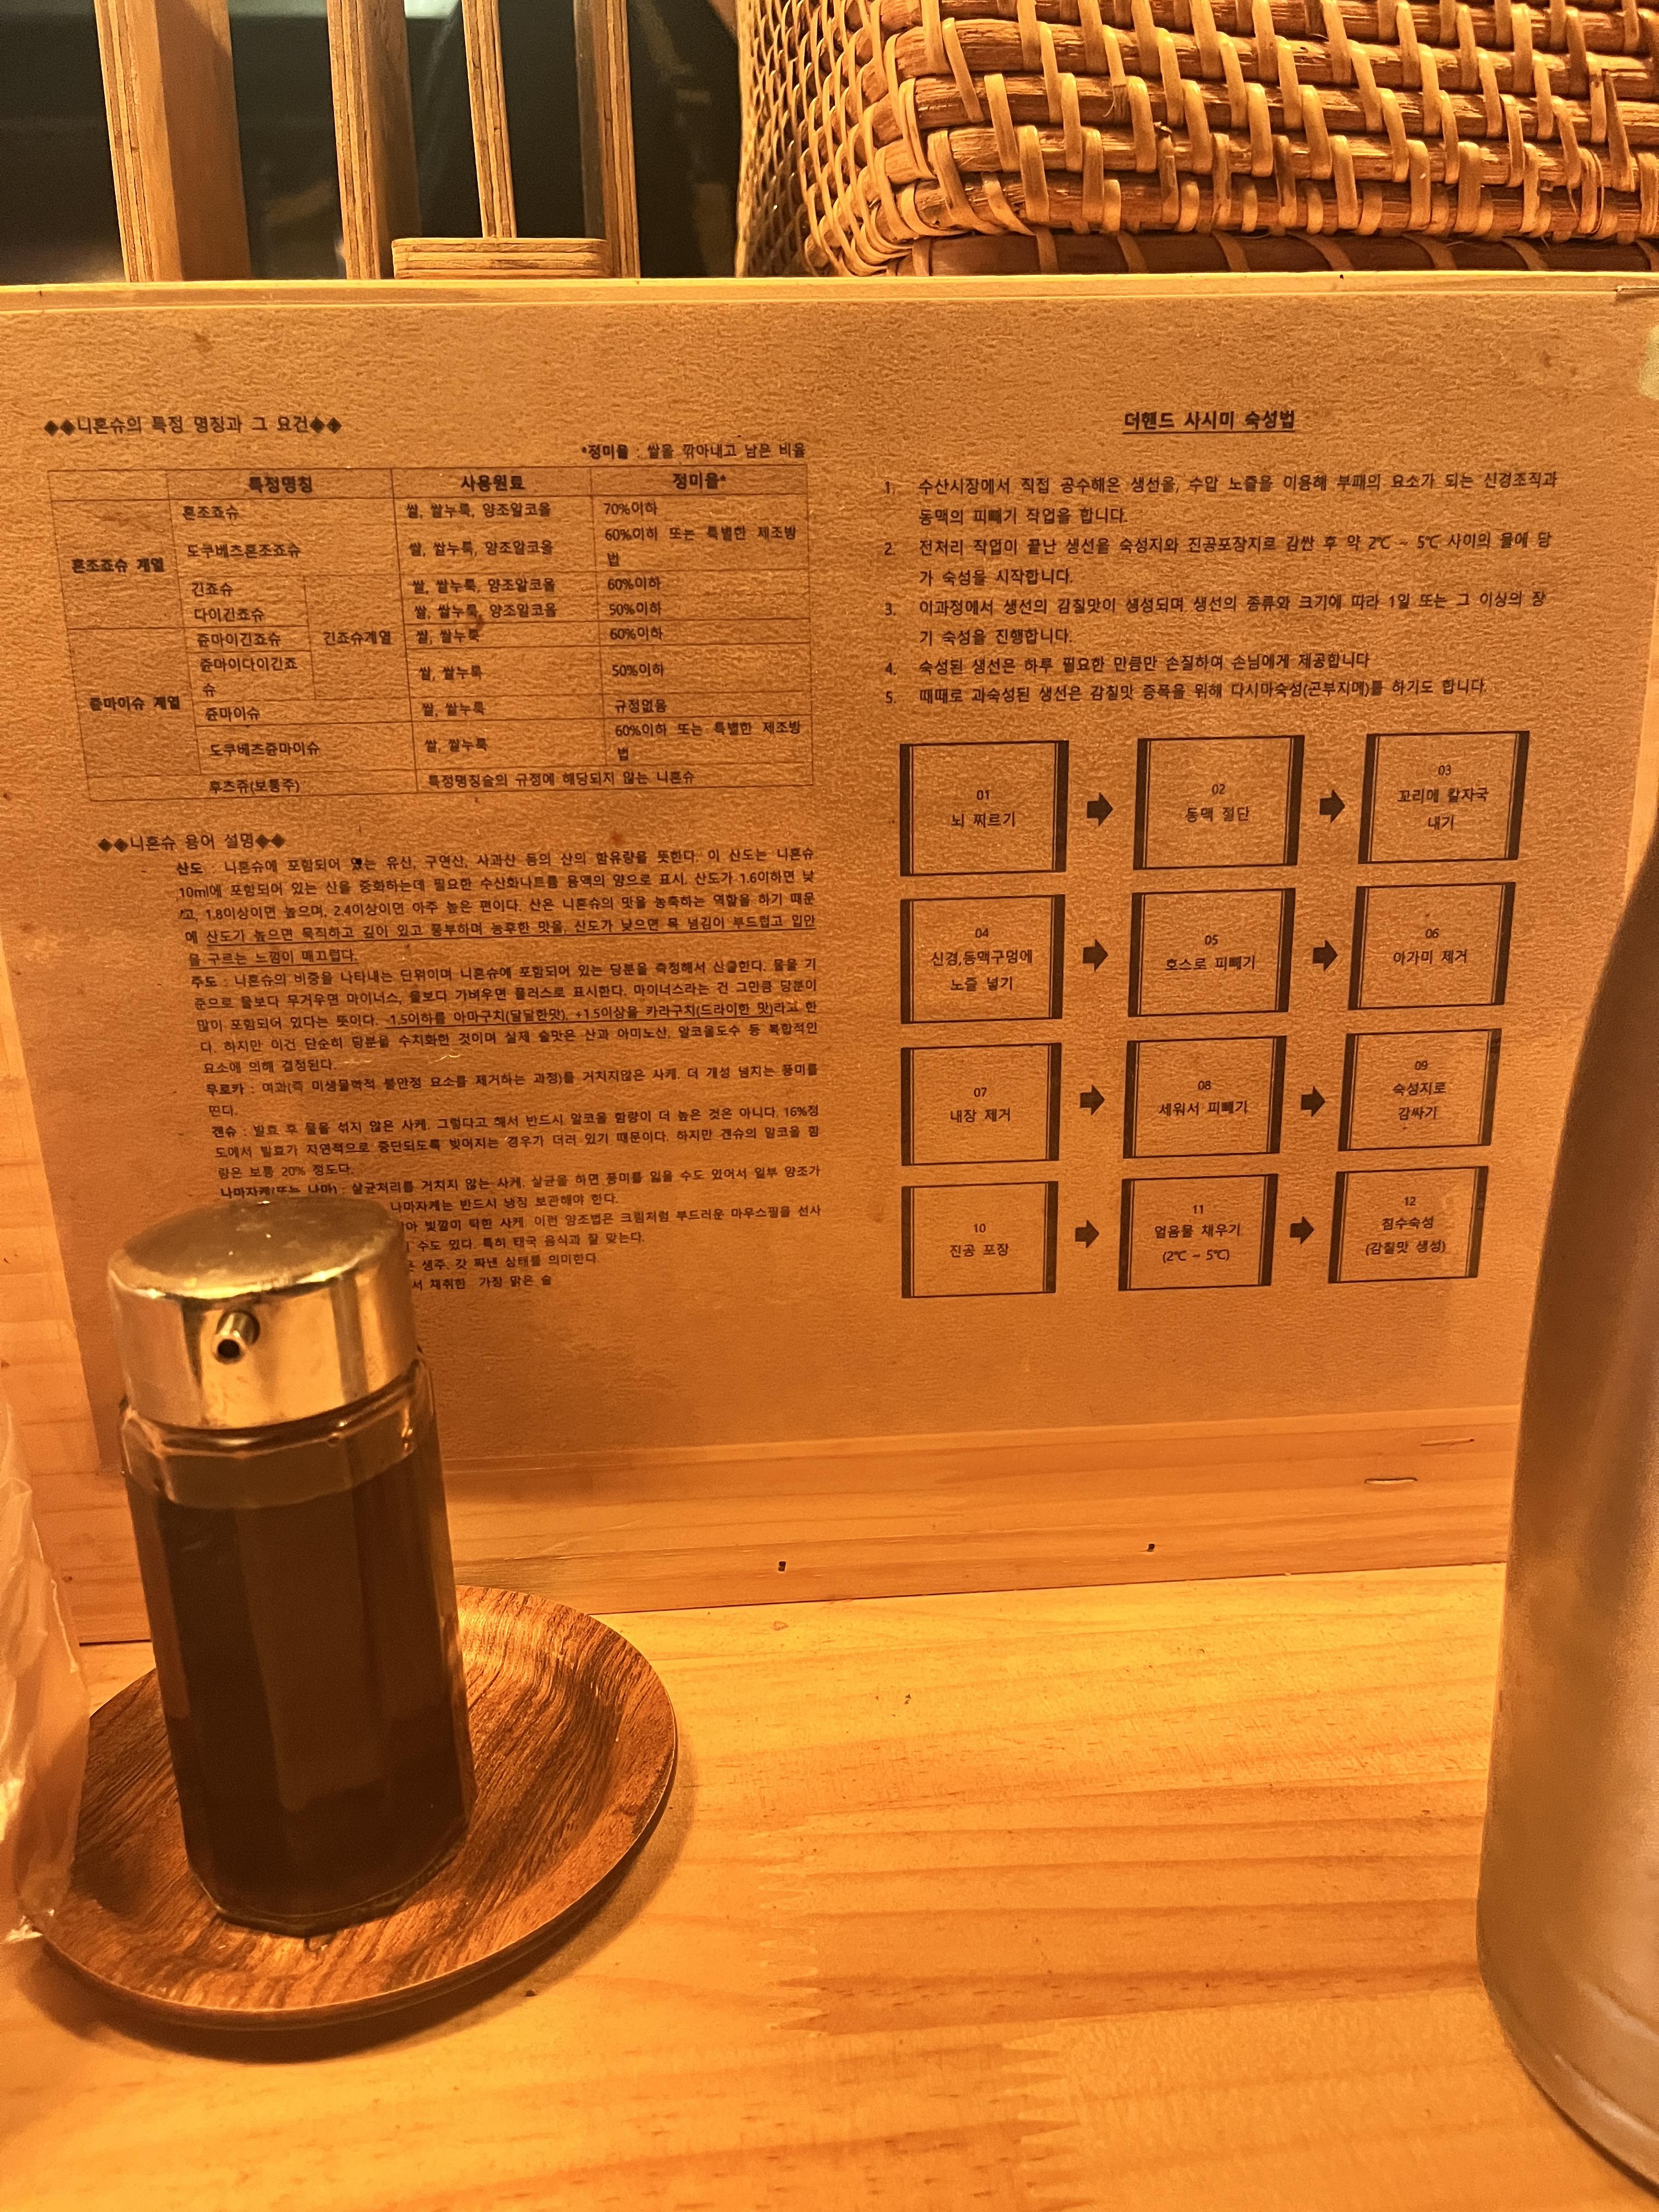 ◆◆니혼슈의 특정 명칭과 그 요건◆◆
*정미율 : 쌀을 깎아내고 남은 비율
특정명칭 사용원료 정미율*
혼조죠슈 계열
혼조죠슈 쌀, 쌀누룩, 양조알코올 70%이하
도쿠베츠혼조죠슈 쌀, 쌀누룩, 양조알코올 60%이하 또는 특별한 제조방
법
긴죠슈 쌀, 쌀누룩, 양조알코올 60%이하
다이긴죠슈 쌀, 쌀누룩, 양조알코올 50%이하
긴죠슈계열
쥰마이슈 계열
쥰마이긴죠슈 쌀, 쌀누룩 60%이하
쥰마이다이긴죠
슈
쌀, 쌀누룩 50%이하
쥰마이슈 쌀, 쌀누룩 규정없음
도쿠베츠쥰마이슈 쌀, 쌀누룩 60%이하 또는 특별한 제조방
법
후츠쥬(보통주) 특정명칭술의 규정에 해당되지 않는 니혼슈
◆◆니혼슈 용어 설명◆◆
산도 : 니혼슈에 포함되어 있는 유산, 구연산, 사과산 등의 산의 함유량을 뜻한다. 이 산도는 니혼슈
10ml에 포함되어 있는 산을 중화하는데 필요한 수산화나트륨 용액의 양으로 표시. 산도가 1.6이하면 낮
고, 1.8이상이면 높으며, 2.4이상이면 아주 높은 편이다. 산은 니혼슈의 맛을 농축하는 역할을 하기 때문
에 산도가 높으면 묵직하고 깊이 있고 풍부하며 농후한 맛을, 산도가 낮으면 목 넘김이 부드럽고 입안
을 구르는 느낌이 매끄럽다.
주도 : 니혼슈의 비중을 나타내는 단위이며 니혼슈에 포함되어 있는 당분을 측정해서 산출한다. 물을 기
준으로 물보다 무거우면 마이너스, 물보다 가벼우면 플러스로 표시한다. 마이너스라는 건 그만큼 당분이
많이 포함되어 있다는 뜻이다. -1.5이하를 아마구치(달달한맛), +1.5이상을 카라구치(드라이한 맛)라고 한
다. 하지만 이건 단순히 당분을 수치화한 것이며 실제 술맛은 산과 아미노산, 알코올도수 등 복합적인
요소에 의해 결정된다.
무로카 : 여과(즉 미생물학적 불안정 요소를 제거하는 과정)를 거치지않은 사케. 더 개성 넘치는 풍미를
띤다.
겐슈 : 발효 후 물을 섞지 않은 사케. 그렇다고 해서 반드시 알코올 함량이 더 높은 것은 아니다. 16%정
도에서 발효가 자연적으로 중단되도록 빚어지는 경우가 더러 있기 때문이다. 하지만 겐슈의 알코올 함
량은 보통 20% 정도다.
나마자케(또는 나마) : 살균처리를 거치지 않는 사케. 살균을 하면 풍미를 잃을 수도 있어서 일부 양조가
나마자케는 반드시 냉장 보관해야 한다.
빛깔이 탁한 사케. 이런 양조법은 크림처럼 부드러운 마우스필을 선사
수도 있다. 특히 태국 음식과 잘 맞는다.
생주. 갓 짜낸 상태를 의미한다.
서 채취한 가장 맑은 술
더핸드 사시미 숙성법
1. 수산시장에서 직접 공수해온 생선을, 수압 노즐을 이용해 부패의 요소가 되는 신경조직과
동맥의 피빼기 작업을 합니다.
2. 전처리 작업이 끝난 생선을 숙성지와 진공포장지로 감싼 후 약 2℃ ~ 5℃ 사이의 물에 담
가 숙성을 시작합니다.
3. 이과정에서 생선의 감칠맛이 생성되며 생선의 종류와 크기에 따라 1일 또는 그 이상의 장
기 숙성을 진행합니다.
4. 숙성된 생선은 하루 필요한 만큼만 손질하여 손님에게 제공합니다
5. 때때로 과숙성된 생선은 감칠맛 증폭을 위해 다시마숙성(곤부지메)를 하기도 합니다.
01
뇌 찌르기
02
동맥 절단
03
꼬리에 칼자국
내기
04
신경,동맥구멍에
노즐 넣기
05
호스로 피빼기
06
아가미 제거
07
내장 제거
08
세워서 피빼기
09
숙성지로
감싸기
10
진공 포장
11
얼음물 채우기
(2℃ ~ 5℃)
12
침수숙성
(감칠맛 생성)